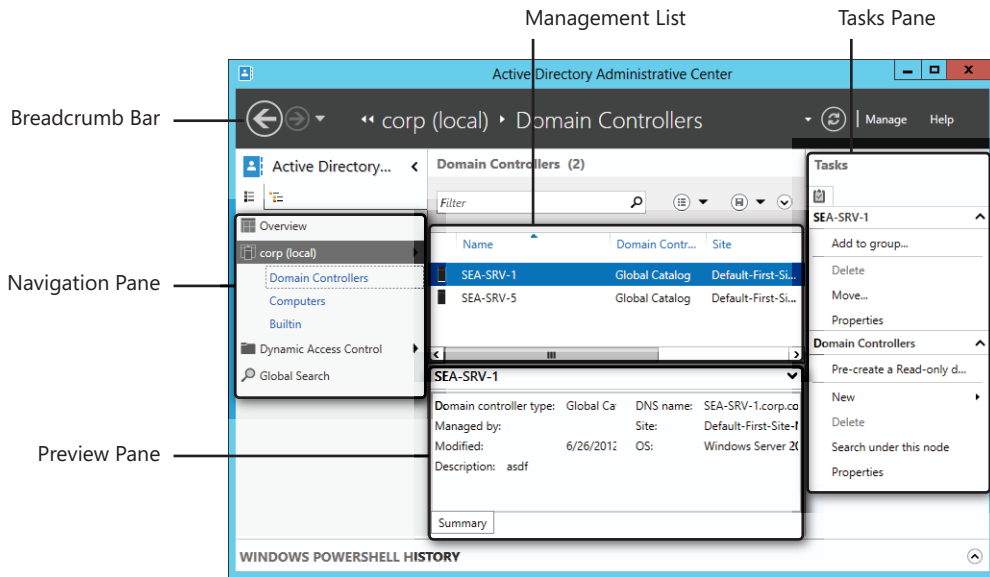 Management List
Tasks Pane
Active Directory Administrative Center
Breadcrumb Bar
corp (local) Domain Controllers
Manage
Help
Active Directory...
Domain Controllers (2)
Filter
Navigation Pane
Overview
corp (local)
Domain Controllers
Computers
Builtin
Dynamic Access Control
Global Search
Name Domain Contr... Site
SEA-SRV-1 Global Catalog Default-First-Si...
SEA-SRV-5 Global Catalog Default-First-Si...
Preview Pane
SEA-SRV-1
Domain controller type: Global Ca DNS name: SEA-SRV-1.corp.co
Managed by: Site: Default-First-Site-
Modified: 6/26/2012 OS: Windows Server 20
Description: asdf
Summary
Tasks
SEA-SRV-1
Add to group...
Delete
Move...
Properties
Domain Controllers
Pre-create a Read-only d...
New
Delete
Search under this node
Properties
WINDOWS POWERSHELL HISTORY